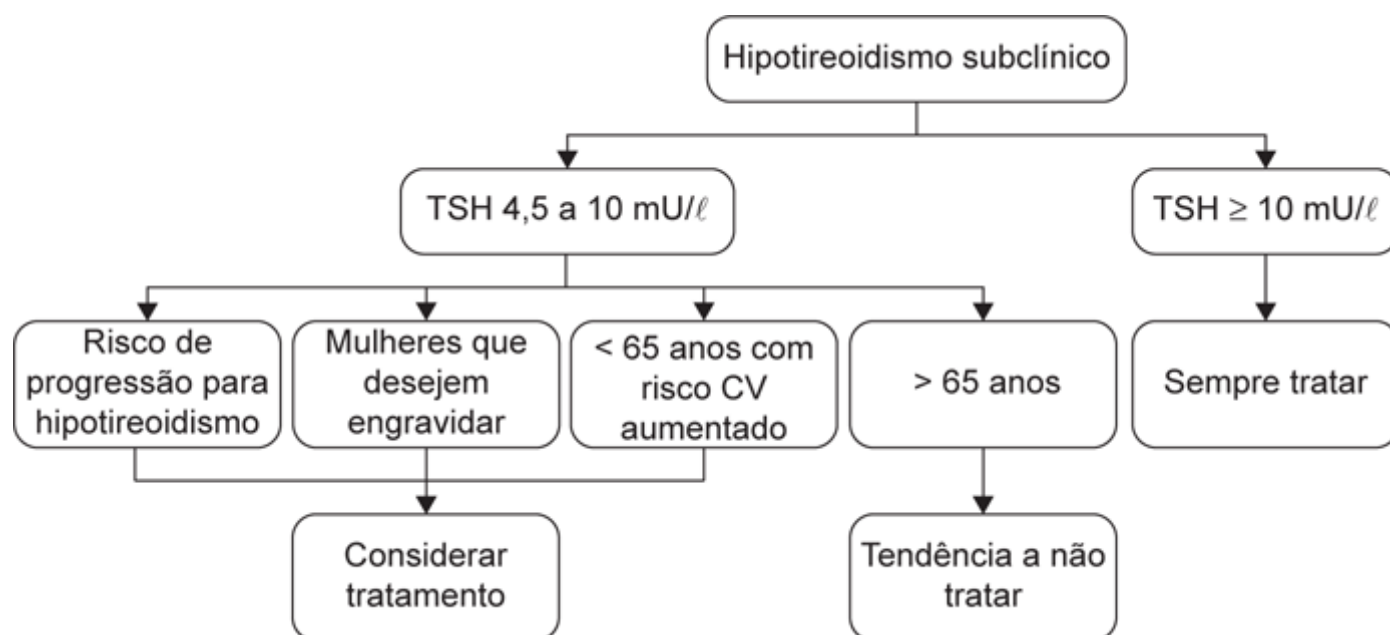 Hipotireoidismo subclínico
TSH 4,5 a 10 mU/ℓ
TSH ≥ 10 mU/ℓ
Risco de
progressão para
hipotireoidismo
Mulheres que
desejem
engravidar
< 65 anos com
risco CV
aumentado
> 65 anos
Sempre tratar
Considerar
tratamento
Tendência a não
tratar